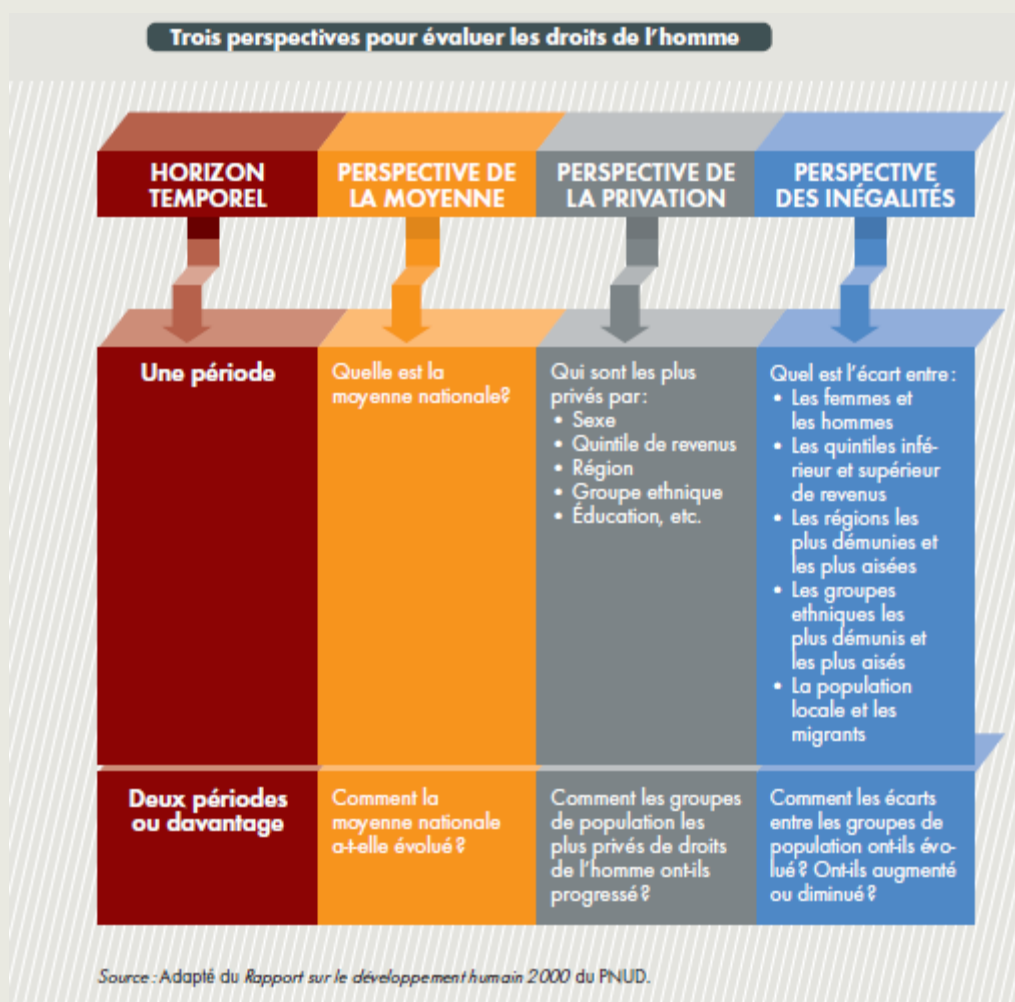 Trois perspectives pour évaluer les droits de l'homme
HORIZON
TEMPOREL
PERSPECTIVE DE
LA MOYENNE
PERSPECTIVE DE
LA PRIVATION
PERSPECTIVE
DES INÉGALITÉS
Une période
Quelle est la
moyenne nationale?
Qui sont les plus
privés par:
• Sexe
• Quintile de revenus
• Région
• Groupe ethnique
• Éducation, etc.
Quel est l'écart entre:
• Les femmes et
les hommes
• Les quintiles infé-
rieur et supérieur
de revenus
• Les régions les
plus démunies et
les plus aisées
• Les groupes
ethniques les
plus démunis et
les plus aisés
• La population
locale et les
migrants
Deux périodes
ou davantage
Comment la
moyenne nationale
a-t-elle évolué?
Comment les groupes
de population les
plus privés de droits
de l'homme ont-ils
progressé?
Comment les écarts
entre les groupes de
population ont-ils évo-
lué? Ont-ils augmenté
ou diminué?
Source: Adapté du Rapport sur le développement humain 2000 du PNUD.